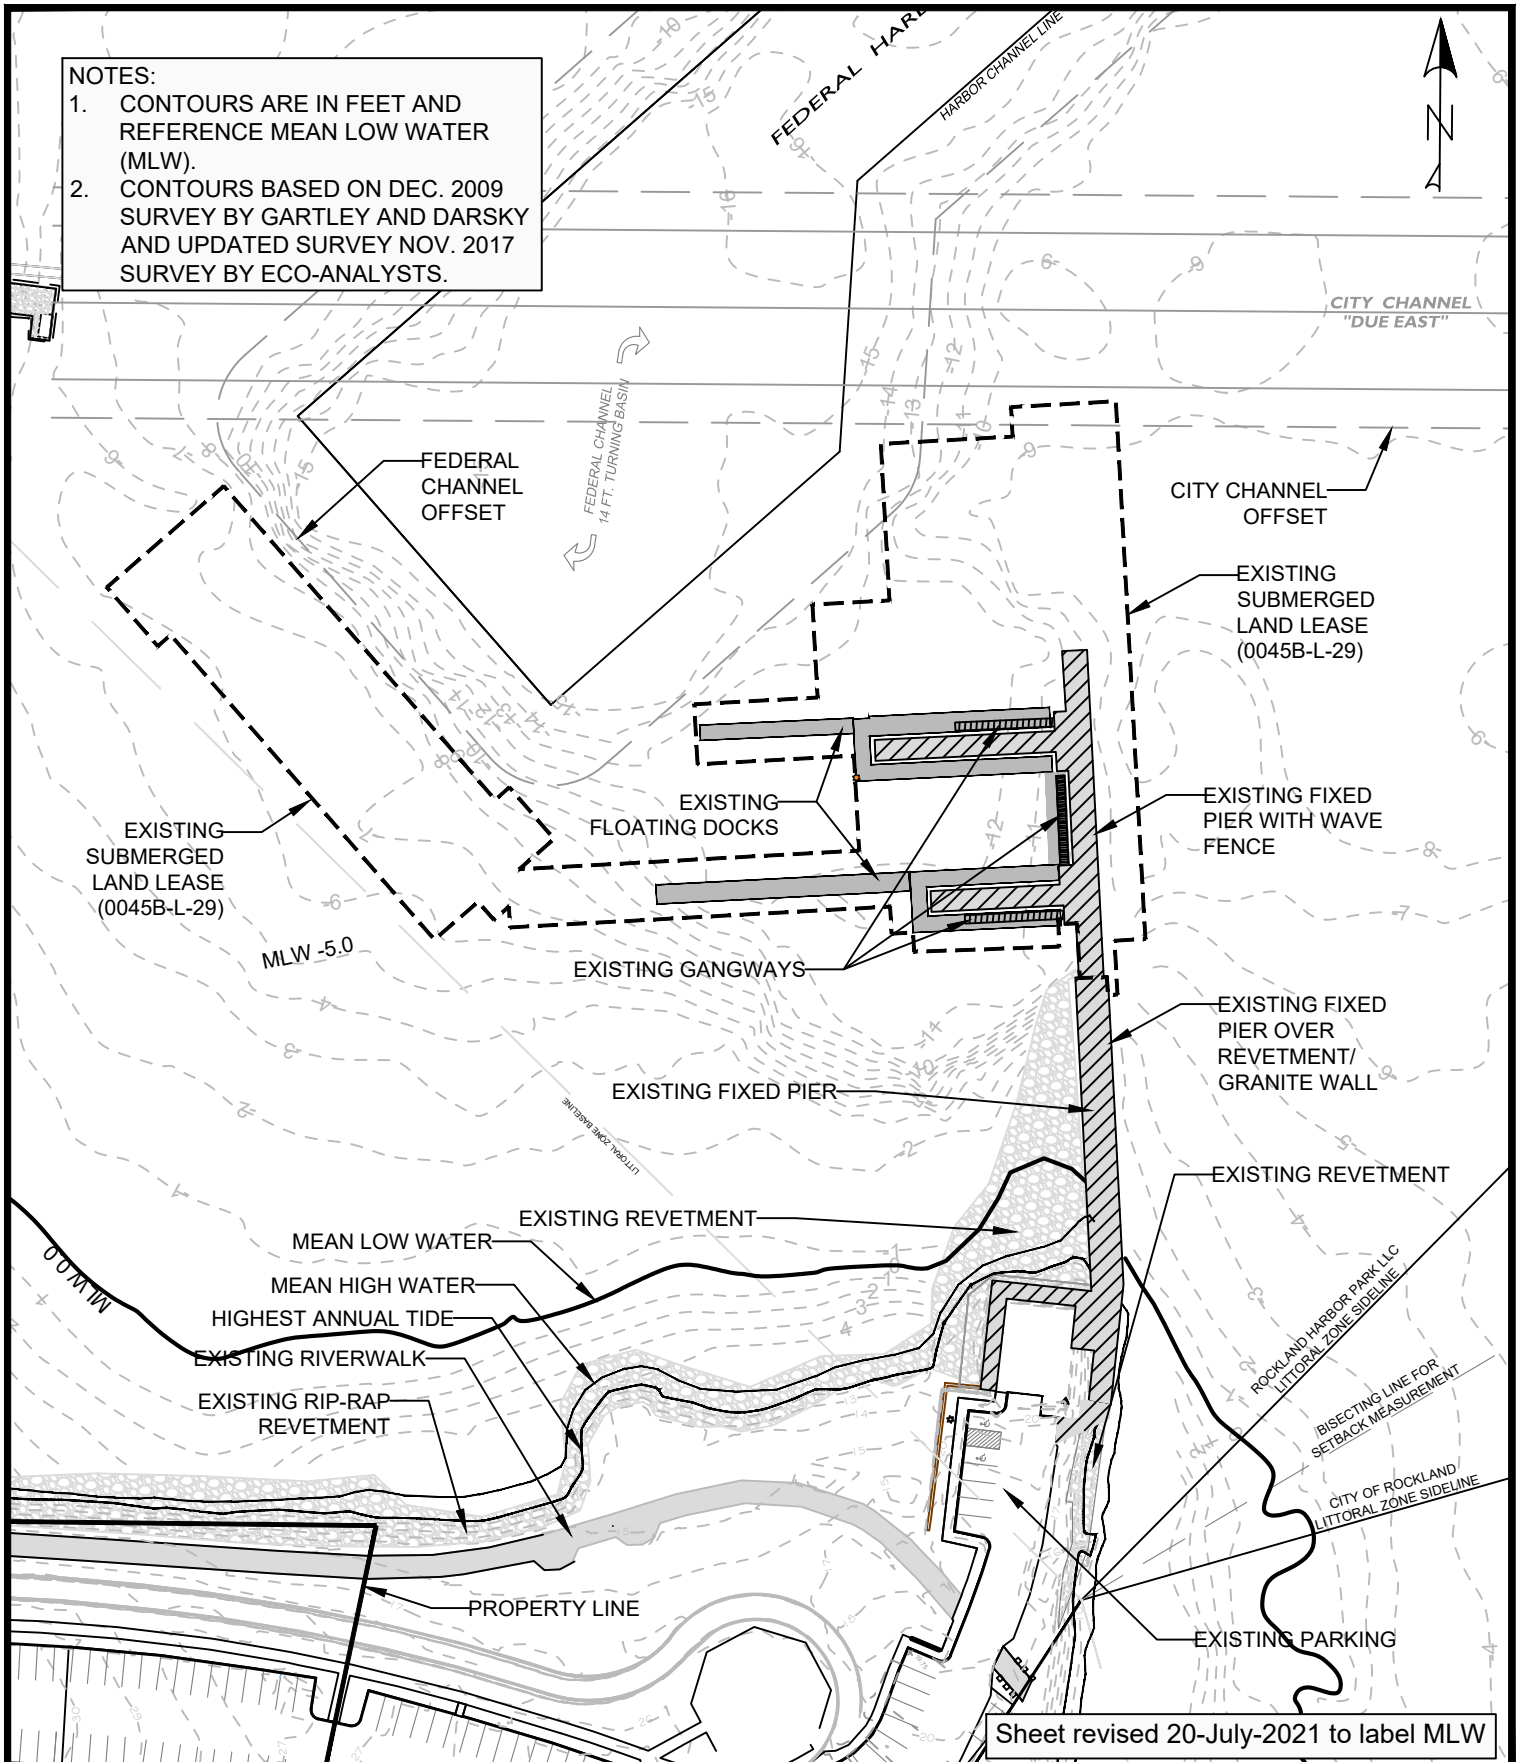 NOTES:
1. CONTOURS ARE IN FEET AND
REFERENCE MEAN LOW WATER
(MLW).
2. CONTOURS BASED ON DEC. 2009
SURVEY BY GARTLEY AND DARSKY
AND UPDATED SURVEY NOV. 2017
SURVEY BY ECO-ANALYSTS.
FEDERAL
HARBOR CHANNEL LINE
N
CITY CHANNEL
"DUE EAST"
FEDERAL CHANNEL
14 FT. TURNING BASIN
FEDERAL
CHANNEL
OFFSET
CITY CHANNEL
OFFSET
EXISTING
SUBMERGED
LAND LEASE
(0045B-L-29)
EXISTING
FLOATING DOCKS
EXISTING FIXED
PIER WITH WAVE
FENCE
EXISTING
SUBMERGED
LAND LEASE
(0045B-L-29)
MLW -5.0
EXISTING GANGWAYS
EXISTING FIXED
PIER OVER
REVETMENT/
GRANITE WALL
EXISTING FIXED PIER
LITTORAL ZONE BASELINE
EXISTING REVETMENT
EXISTING REVETMENT
MEAN LOW WATER
MEAN HIGH WATER
HIGHEST ANNUAL TIDE
EXISTING RIVERWALK
EXISTING RIP-RAP
REVETMENT
MLW 0.0
ROCKLAND HARBOR PARK LLC
LITTORAL ZONE SIDELINE
BISECTING LINE FOR
SETBACK MEASUREMENT
CITY OF ROCKLAND
LITTORAL ZONE SIDELINE
PROPERTY LINE
EXISTING PARKING
Sheet revised 20-July-2021 to label MLW